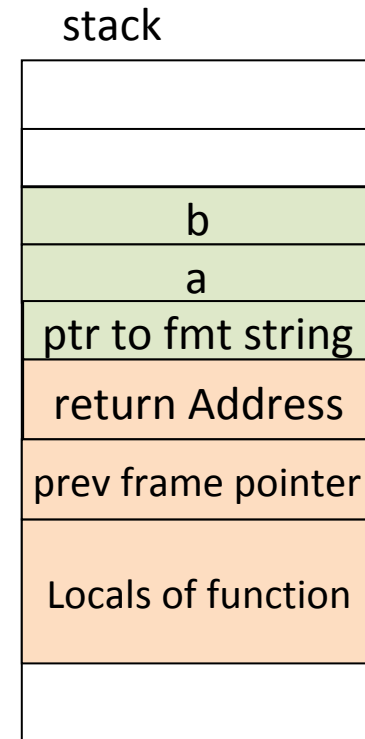 stack
b
a
ptr to fmt string
return Address
prev frame pointer
Locals of function